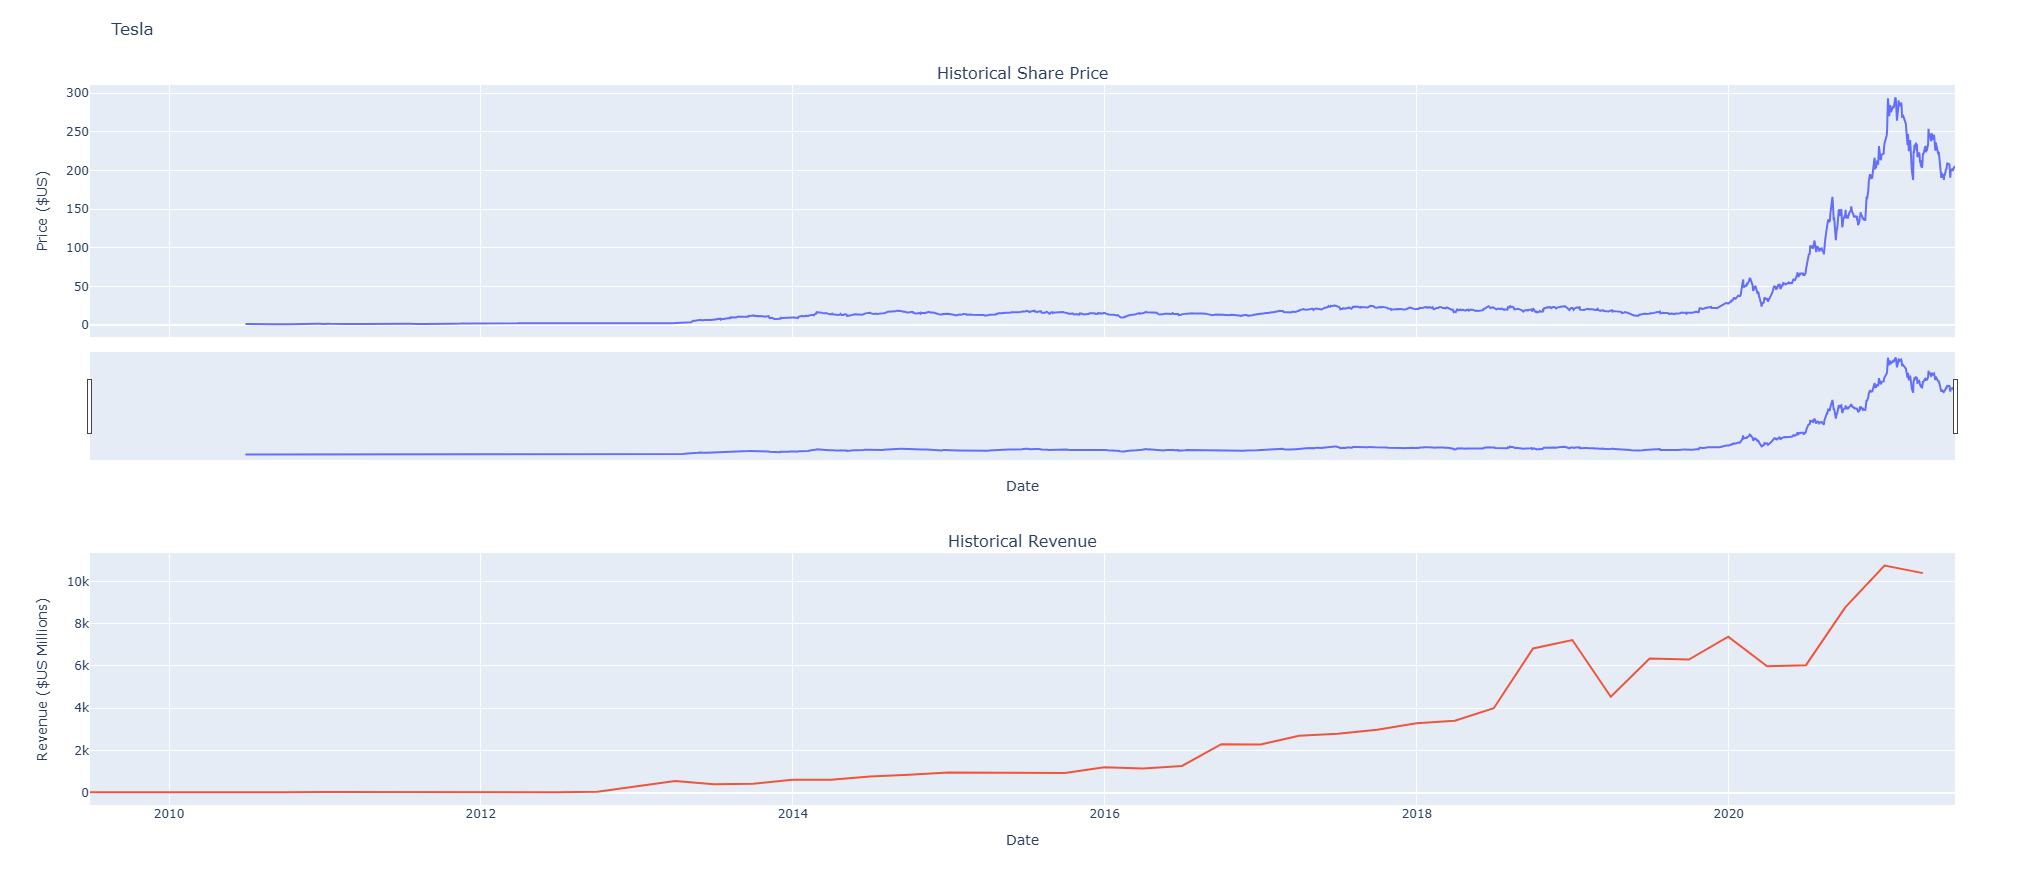 Tesla
Historical Share Price
300
250
200
150
100
50
0
Price ($US)
Date
Historical Revenue
10k
8k
6k
4k
2k
0
Revenue ($US Millions)
2010 2012 2014 2016 2018 2020
Date